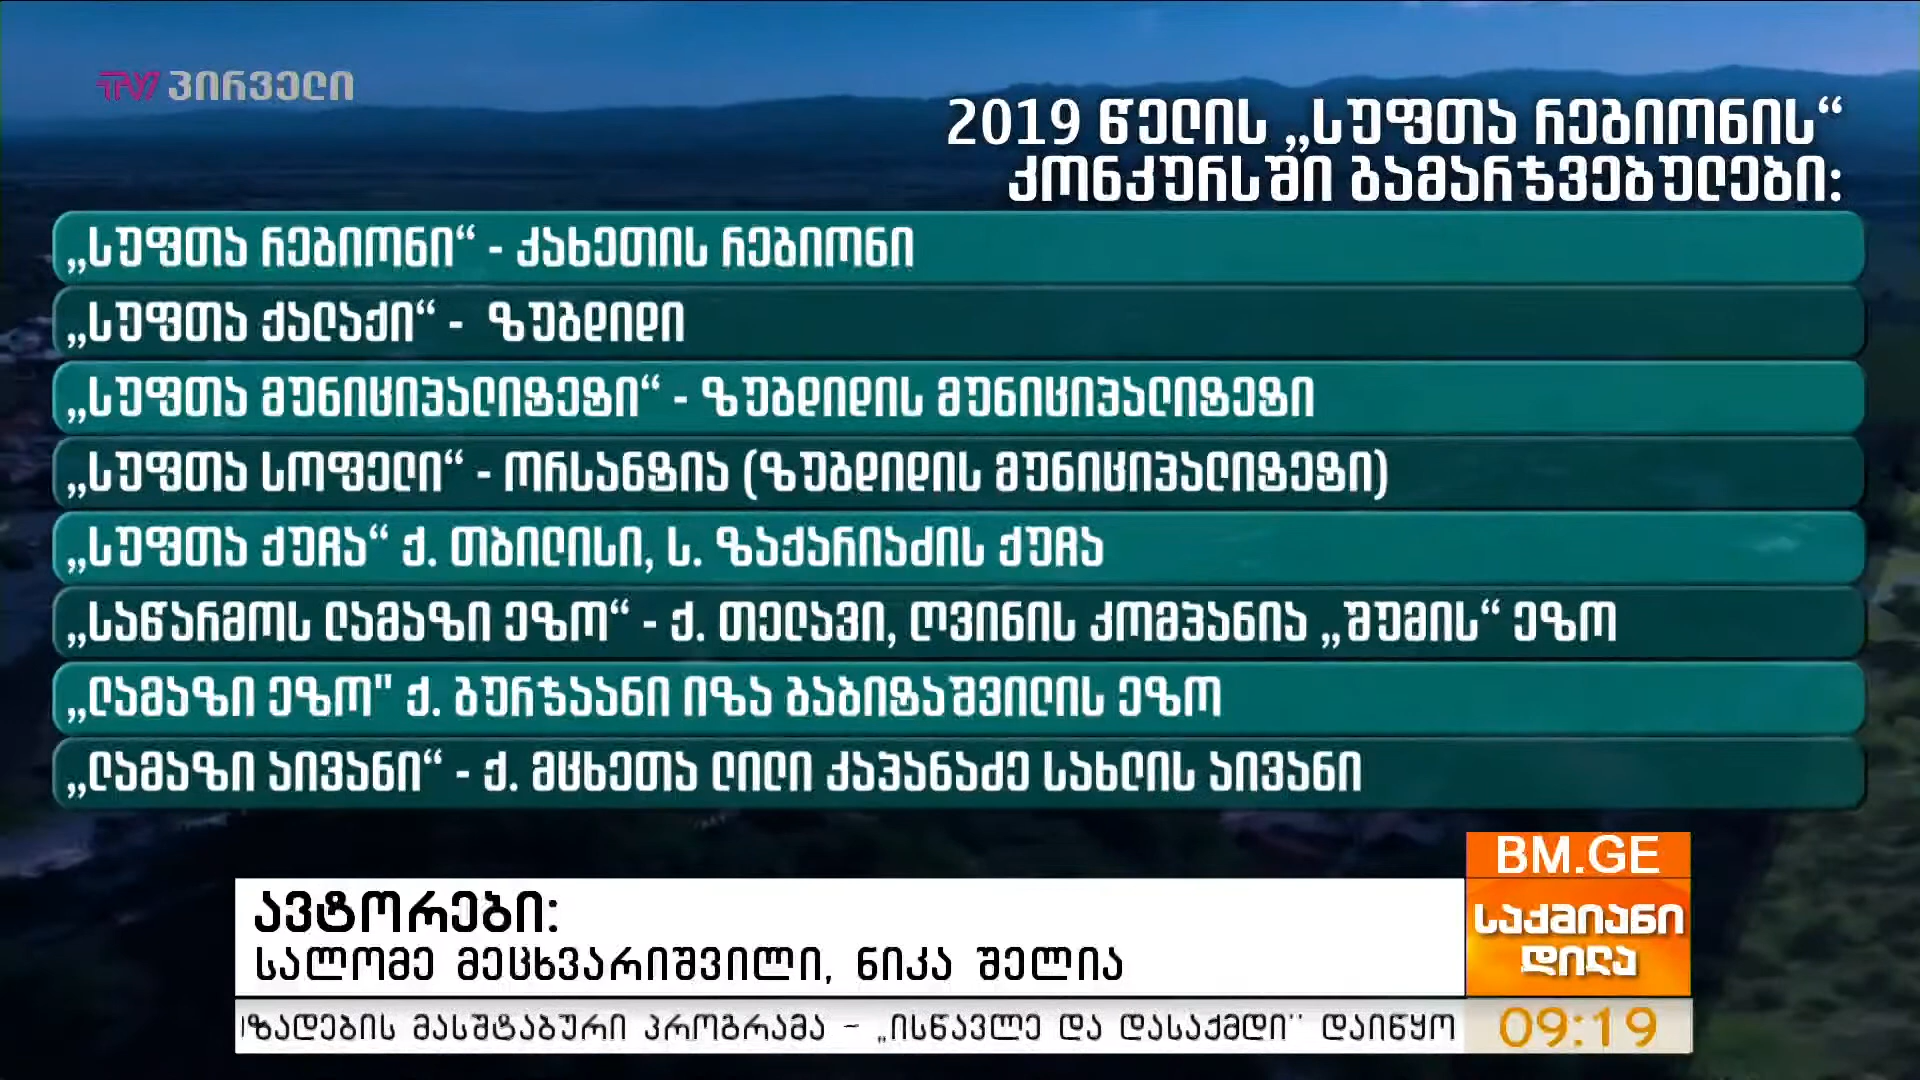 TV პირველი
2019 წლის „სუფთა რეგიონის“
კონკურსში გამარჯვებულები:
„სუფთა რეგიონი“ - კახეთის რეგიონი
„სუფთა ქალაქი“ - ზუგდიდი
„სუფთა მუნიციპალიტეტი“ - ზუგდიდის მუნიციპალიტეტი
„სუფთა სოფელი“ - ორსანტია (ზუგდიდის მუნიციპალიტეტი)
„სუფთა ქუჩა“ ქ. თბილისი, ს. ზაქარიაძის ქუჩა
„საწარმოს ლამაზი ეზო“ - ქ. თელავი, ღვინის კომპანია „შუმის“ ეზო
„ლამაზი ეზო" ქ. გურჯაანი იზა გაბიტაშვილის ეზო
„ლამაზი აივანი“ - ქ. მცხეთა ლილი კაპანაძე სახლის აივანი
BM.GE
საქმიანი
დილა
ავტორები:
სალომე მეცხვარიშვილი, ნიკა შელია
მასშტაბური პროგრამა - „ისწავლე და დასაქმდი'' დაიწყო
09:19